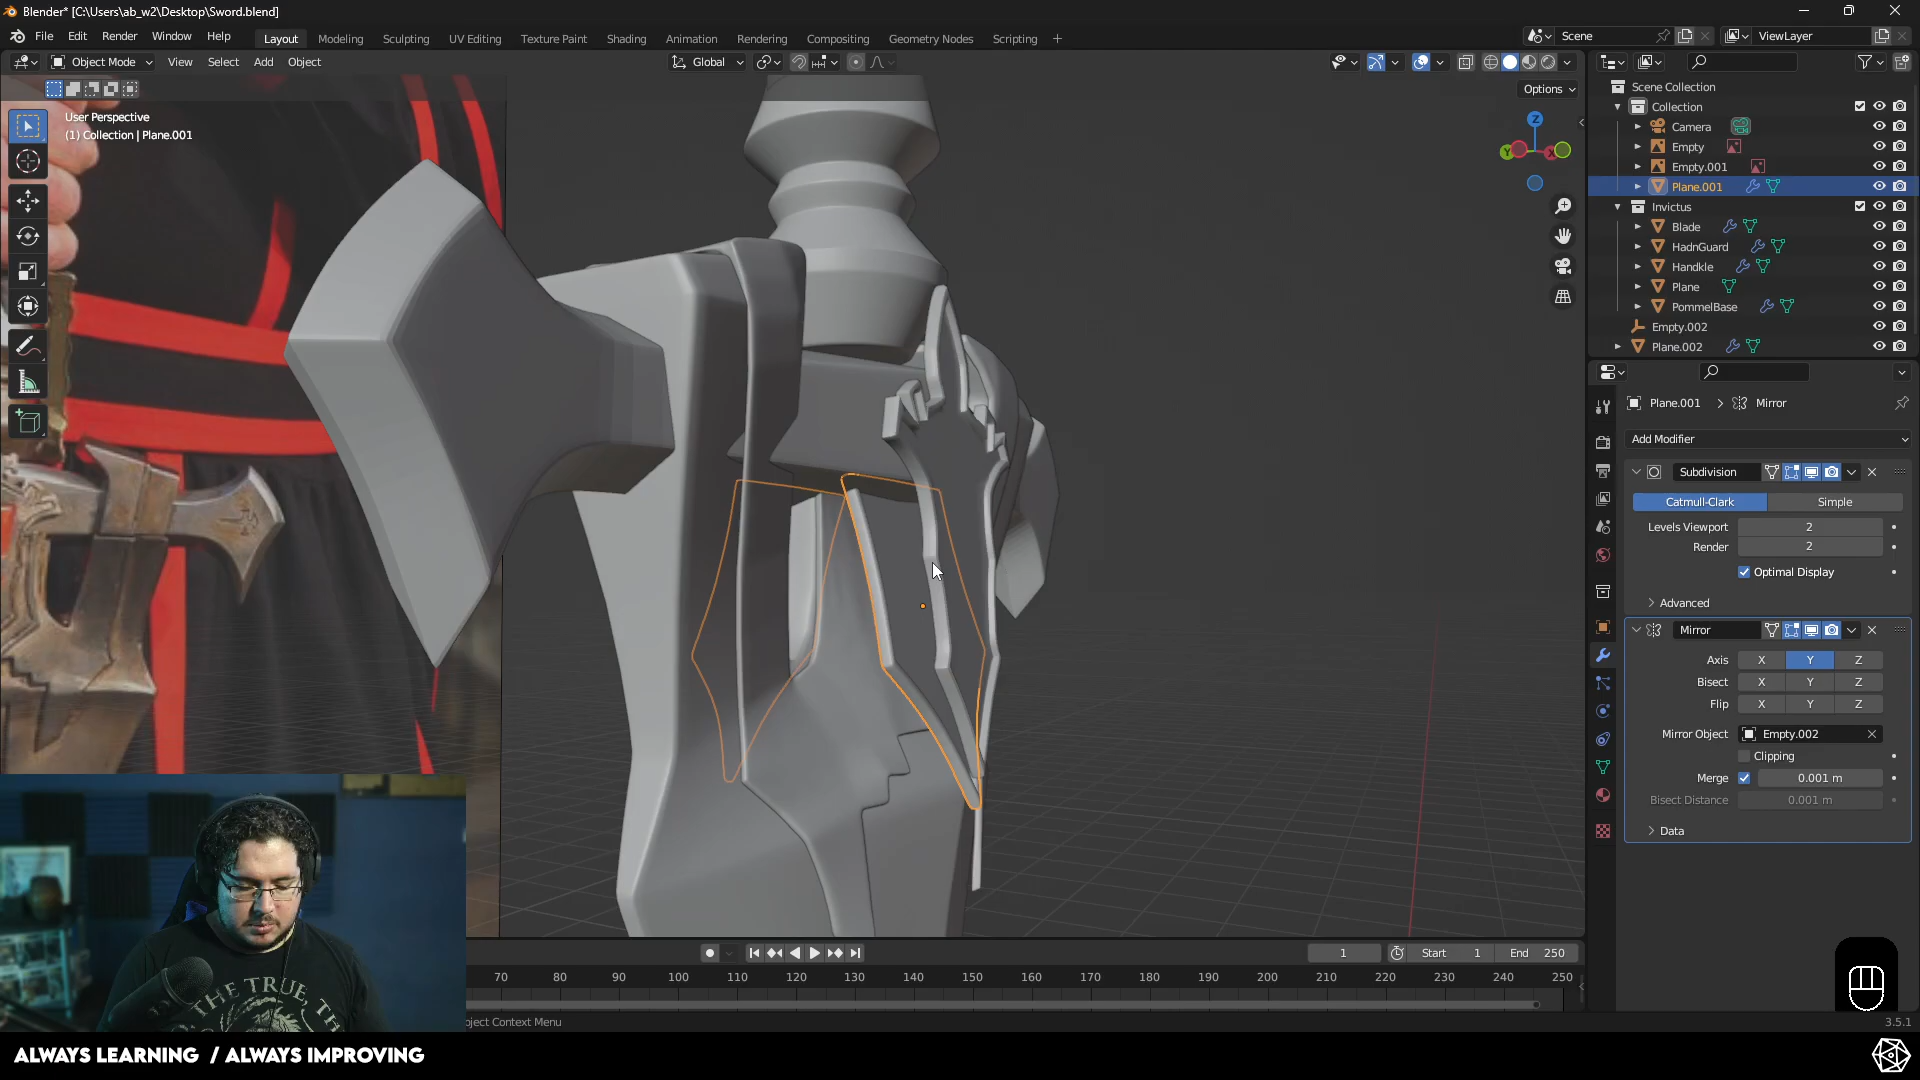 Blender* [C:\Users\ab_w2\Desktop\Sword.blend]
File Edit Render Window Help Layout Modeling Sculpting UV Editing Texture Paint Shading Animation Rendering Compositing Geometry Nodes Scripting + Scene ViewLayer
Object Mode View Select Add Object Global
Options
User Perspective
(1) Collection | Plane.001
Z
Y X
Scene Collection
Collection
Camera
Empty
Empty.001
Plane.001
Invictus
Blade
HadnGuard
Handkle
Plane
PommelBase
Empty.002
Plane.002
Plane.001 > Mirror
Add Modifier
Subdivision
Catmull-Clark Simple
Levels Viewport 2
Render 2
Optimal Display
Advanced
Mirror
Axis X Y Z
Bisect X Y Z
Flip X Y Z
Mirror Object Empty.002
Clipping
Merge 0.001 m
Bisect Distance 0.001 m
Data
1 Start 1 End 250
70 80 90 100 110 120 130 140 150 160 170 180 190 200 210 220 230 240 250
oject Context Menu
3.5.1
THE TRUE, TH
ALWAYS LEARNING / ALWAYS IMPROVING